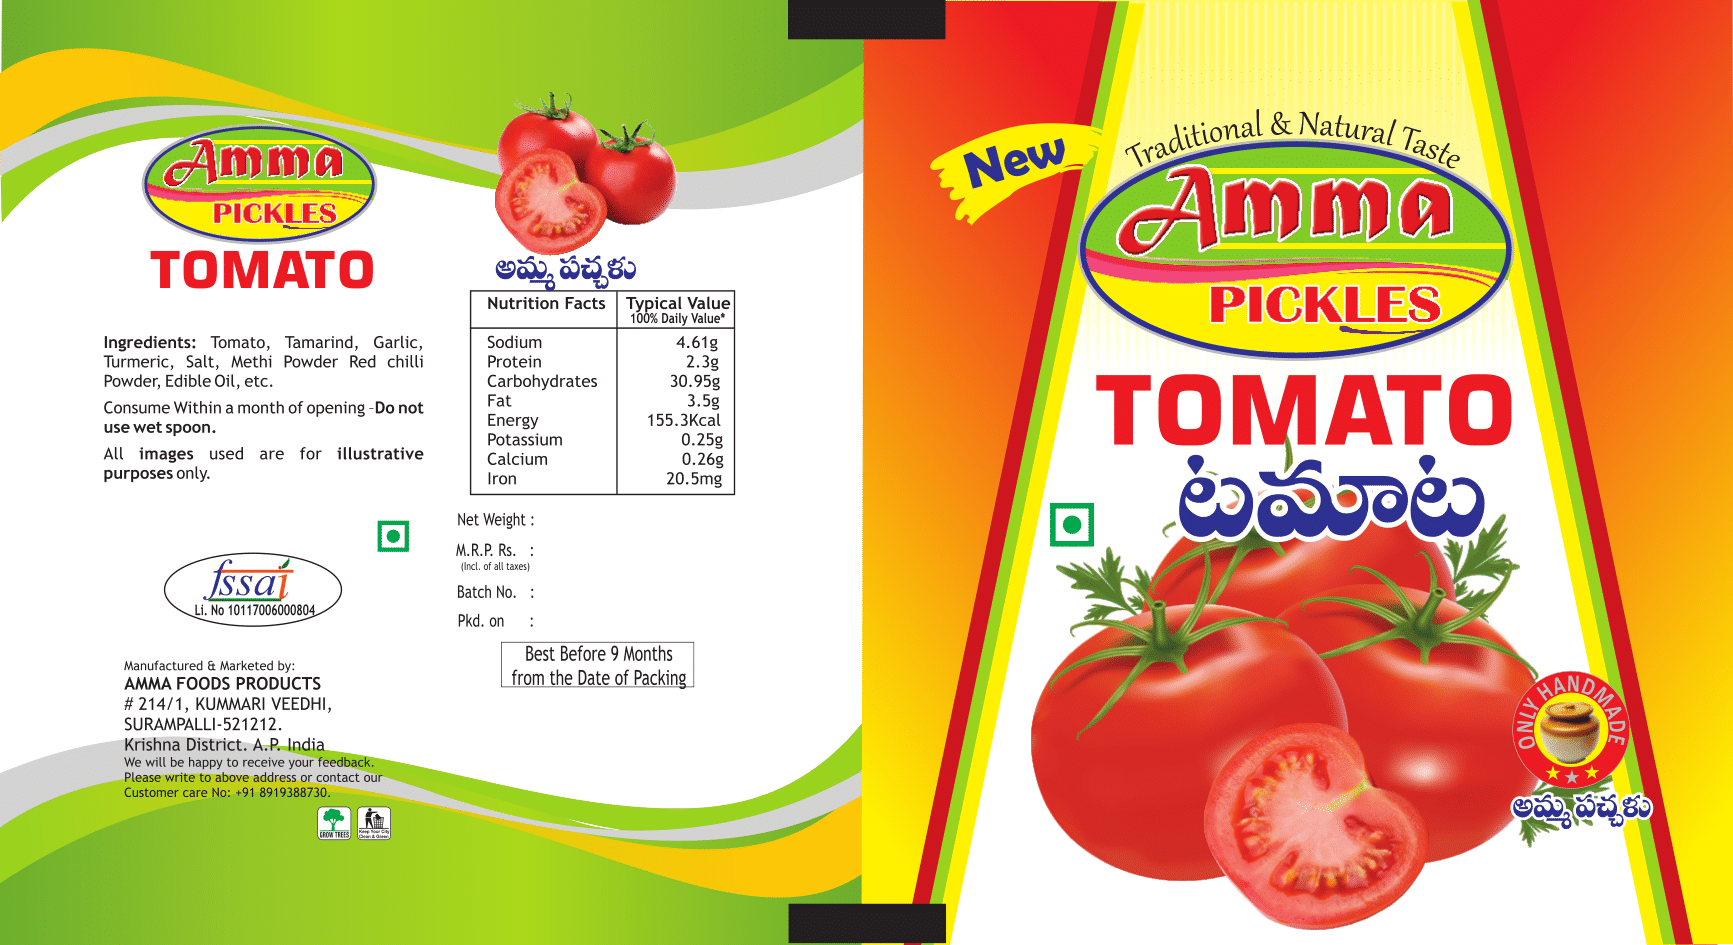 Amma
PICKLES
TOMATO
Ingredients: Tomato, Tamarind, Garlic,
Turmeric, Salt, Methi Powder Red chilli
Powder, Edible Oil, etc.
Consume Within a month of opening –Do not
use wet spoon.
All images used are for illustrative
purposes only.
fssai
Li. No 10117006000804
Manufactured & Marketed by:
AMMA FOODS PRODUCTS
# 214/1, KUMMARI VEEDHI,
SURAMPALLI-521212.
Krishna District. A.P. India
We will be happy to receive your feedback.
Please write to above address or contact our
Customer care No: +91 8919388730.
GROW TREES
Keep Your City
Clean & Green
అమ్మ పచ్చళు
Nutrition Facts Typical Value
100% Daily Value*
Sodium 4.61g
Protein 2.3g
Carbohydrates 30.95g
Fat 3.5g
Energy 155.3Kcal
Potassium 0.25g
Calcium 0.26g
Iron 20.5mg
Net Weight :
M.R.P. Rs. :
(Incl. of all taxes)
Batch No. :
Pkd. on :
Best Before 9 Months
from the Date of Packing
New
Traditional & Natural Taste
Amma
PICKLES
TOMATO
టమాట
ONLY HANDMADE
అమ్మ పచ్చళు